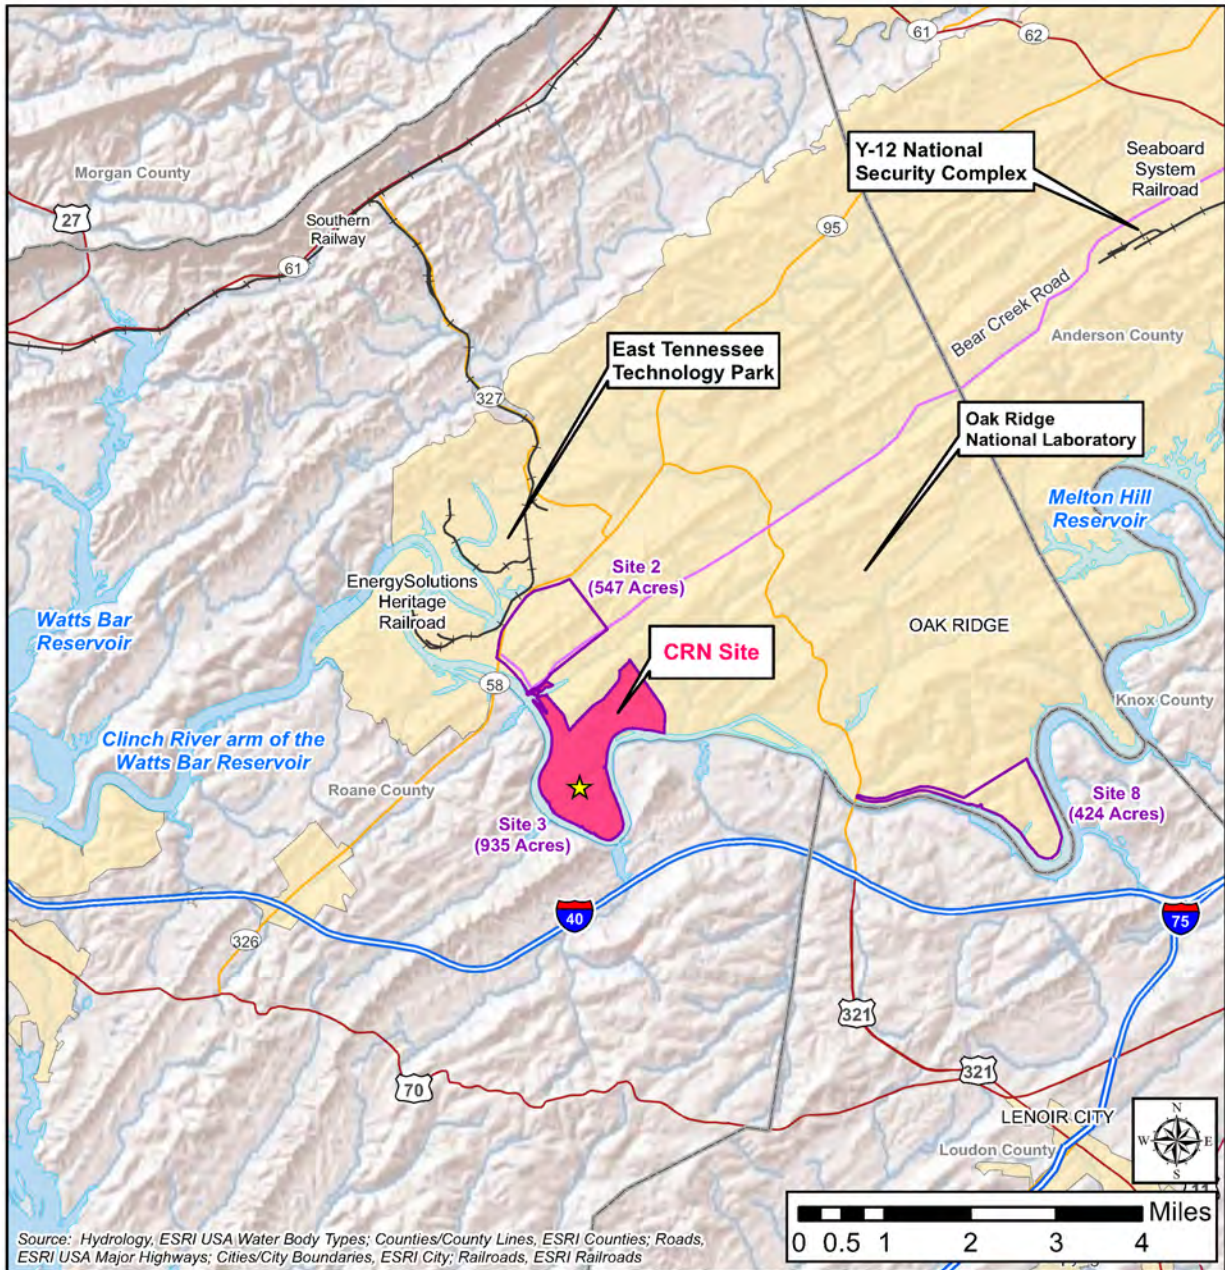 61
62
Morgan County
27
Southern
Railway
61
Y-12 National
Security Complex
Seaboard
System
Railroad
95
Bear Creek Road
Anderson County
East Tennessee
Technology Park
327
Oak Ridge
National Laboratory
Melton Hill
Reservoir
EnergySolutions
Heritage
Railroad
Site 2
(547 Acres)
Watts Bar
Reservoir
OAK RIDGE
CRN Site
58
Knox County
Clinch River arm of the
Watts Bar Reservoir
Roane County
Site 3
(935 Acres)
Site 8
(424 Acres)
40
75
326
321
70
321
LENOIR CITY
Loudon County
N
W E
S
11
Miles
0 0.5 1 2 3 4
Source: Hydrology, ESRI USA Water Body Types; Counties/County Lines, ESRI Counties; Roads,
ESRI USA Major Highways; Cities/City Boundaries, ESRI City; Railroads, ESRI Railroads